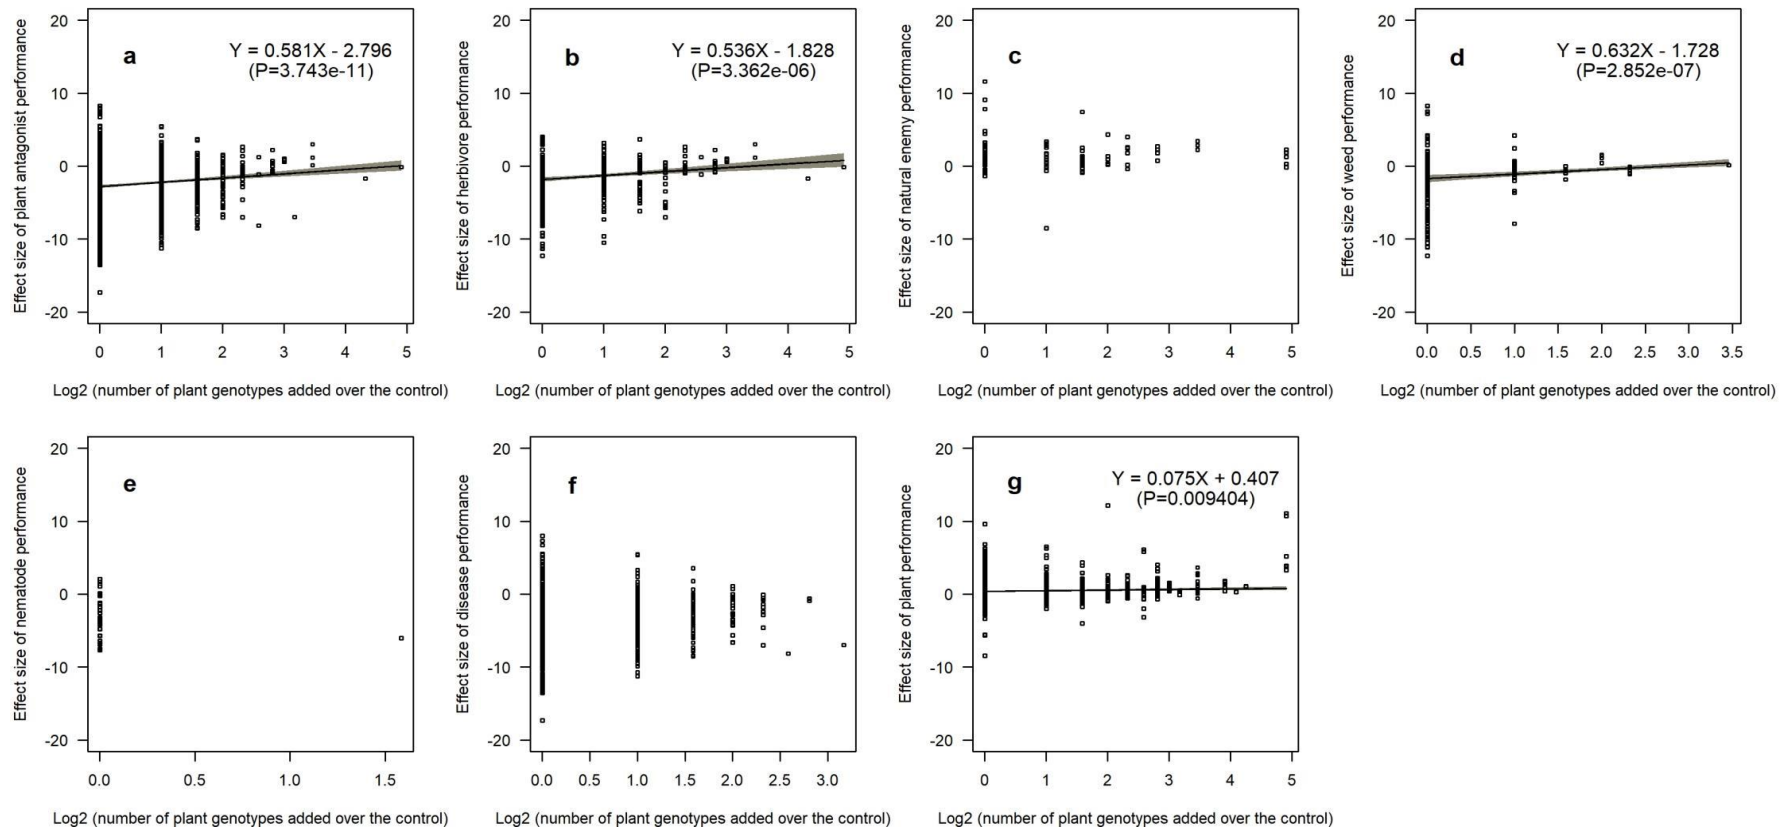 Effect size of plant antagonist performance
20
10
0
-10
-20
a
Y = 0.581X - 2.796
(P=3.743e-11)
0 1 2 3 4 5
Log2 (number of plant genotypes added over the control)
Effect size of herbivore performance
20
10
0
-10
-20
b
Y = 0.536X - 1.828
(P=3.362e-06)
0 1 2 3 4 5
Log2 (number of plant genotypes added over the control)
Effect size of natural enemy performance
20
10
0
-10
-20
c
0 1 2 3 4 5
Log2 (number of plant genotypes added over the control)
Effect size of weed performance
20
10
0
-10
-20
d
Y = 0.632X - 1.728
(P=2.852e-07)
0.0 0.5 1.0 1.5 2.0 2.5 3.0 3.5
Log2 (number of plant genotypes added over the control)
Effect size of nematode performance
20
10
0
-10
-20
e
0.0 0.5 1.0 1.5
Log2 (number of plant genotypes added over the control)
Effect size of disease performance
20
10
0
-10
-20
f
0.0 0.5 1.0 1.5 2.0 2.5 3.0
Log2 (number of plant genotypes added over the control)
Effect size of plant performance
20
10
0
-10
-20
g
Y = 0.075X + 0.407
(P=0.009404)
0 1 2 3 4 5
Log2 (number of plant genotypes added over the control)